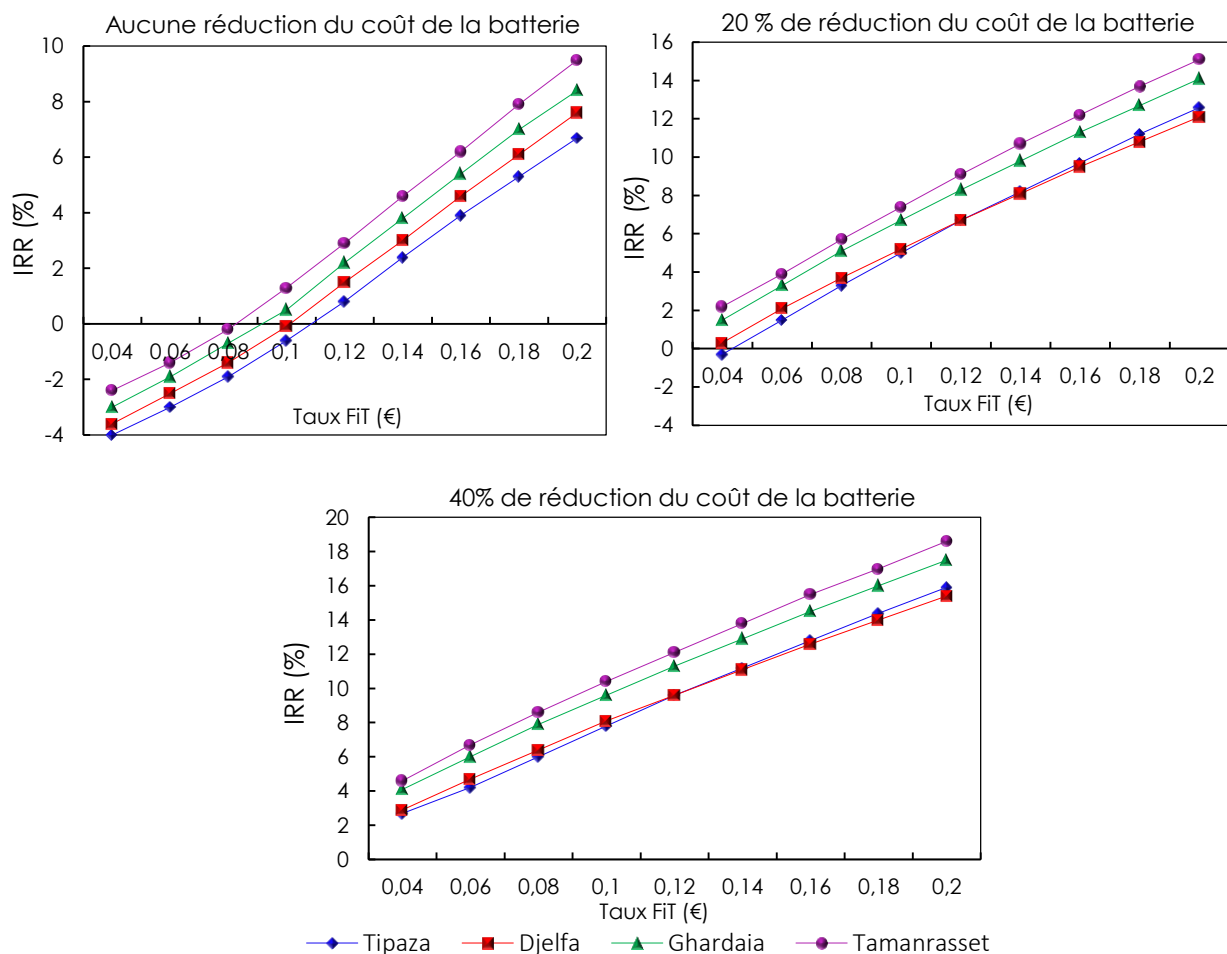 Aucune réduction du coût de la batterie
10
8
6
4
2
0
-2
-4
IRR (%)
0,04 0,06 0,08 0,1 0,12 0,14 0,16 0,18 0,2
Taux FiT (€)
20 % de réduction du coût de la batterie
16
14
12
10
8
6
4
2
0
-2
-4
IRR (%)
0,04 0,06 0,08 0,1 0,12 0,14 0,16 0,18 0,2
Taux FiT (€)
40% de réduction du coût de la batterie
20
18
16
14
12
10
8
6
4
2
0
IRR (%)
0,04 0,06 0,08 0,1 0,12 0,14 0,16 0,18 0,2
Taux FiT (€)
Tipaza Djelfa Ghardaia Tamanrasset